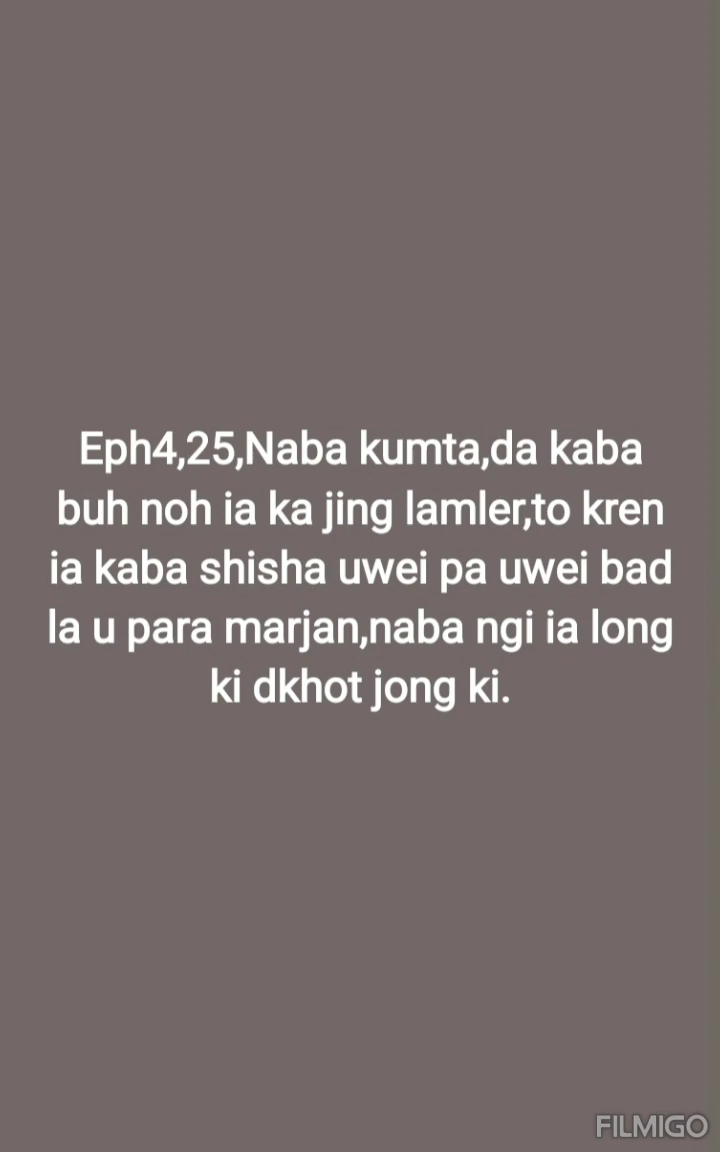 Eph4,25,Naba kumta,da kaba
buh noh ia ka jing lamler,to kren
ia kaba shisha uwei pa uwei bad
la u para marjan,naba ngi ia long
ki dkhot jong ki.
FILMIGO